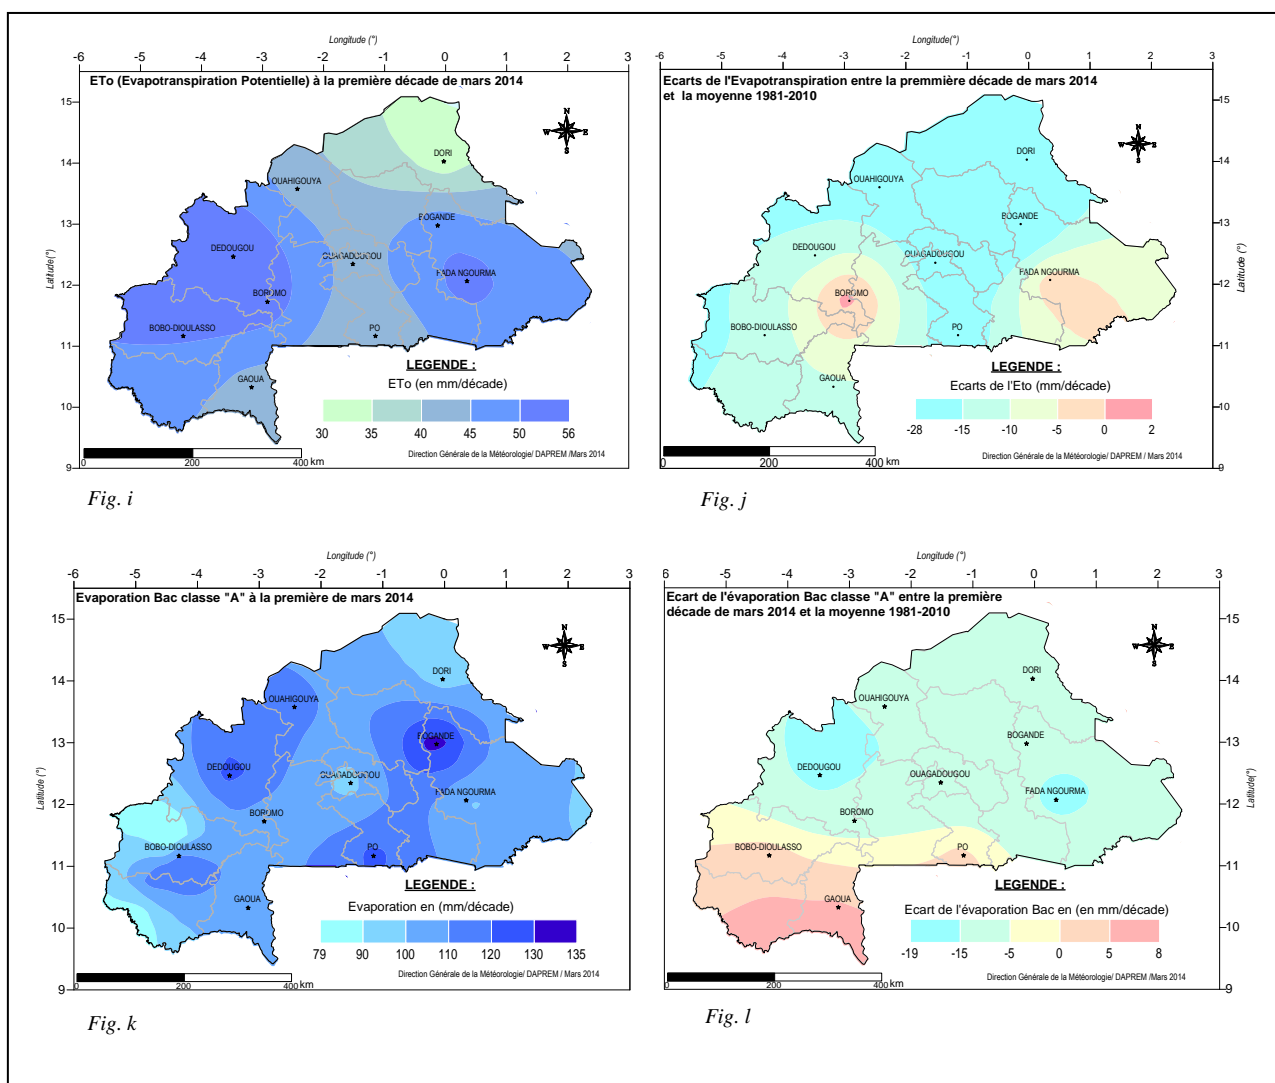 Longitude (°)
-6 -5 -4 -3 -2 -1 0 1 2 3
ETo (Evapotranspiration Potentielle) à la première décade de mars 2014
15
14
13
12
11
10
9
Latitude(°)
N
W E
S
DORI
OUAHIGOUYA
BOGANDE
DEDOUGOU
OUAGADOUGOU
FADA NGOURMA
BOROMO
BOBO-DIOULASSO
PO
GAOUA
LEGENDE :
ETo (en mm/décade)
30 35 40 45 50 56
0 200 400 km
Direction Générale de la Météorologie/ DAPREM /Mars 2014
Fig. i
Longitude(°)
-6 -5 -4 -3 -2 -1 0 1 2 3
Ecarts de l'Evapotranspiration entre la premmière décade de mars 2014
et la moyenne 1981-2010
15
14
13
12
11
10
9
Latitude (°)
N
W E
S
DORI
OUAHIGOUYA
BOGANDE
DEDOUGOU
OUAGADOUGOU
FADA NGOURMA
BOROMO
BOBO-DIOULASSO
PO
GAOUA
LEGENDE :
Ecarts de l'Eto (mm/décade)
-28 -15 -10 -5 0 2
0 200 400 km
Direction Générale de la Météorologie/ DAPREM / Mars 2014
Fig. j
Longitude (°)
-6 -5 -4 -3 -2 -1 0 1 2 3
Evaporation Bac classe "A" à la première de mars 2014
15
14
13
12
11
10
9
Latitude(°)
N
W E
S
DORI
OUAHIGOUYA
BOGANDE
DEDOUGOU
OUAGADOUGOU
FADA NGOURMA
BOROMO
BOBO-DIOULASSO
PO
GAOUA
LEGENDE :
Evaporation en (mm/décade)
79 90 100 110 120 130 135
0 200 400 km
Direction Générale de la Météorologie/ DAPREM / Mars 2014
Fig. k
Longitude (°)
-6 -5 -4 -3 -2 -1 0 1 2 3
Ecart de l'évaporation Bac classe "A" entre la première
décade de mars 2014 et la moyenne 1981-2010
15
14
13
12
11
10
9
Latitude(°)
N
W E
S
DORI
OUAHIGOUYA
BOGANDE
DEDOUGOU
OUAGADOUGOU
FADA NGOURMA
BOROMO
BOBO-DIOULASSO
PO
GAOUA
LEGENDE :
Ecart de l'évaporation Bac en (en mm/décade)
-19 -15 -5 0 5 8
0 200 400 km
Direction Générale de la Météorologie/ DAPREM /Mars 2014
Fig. l